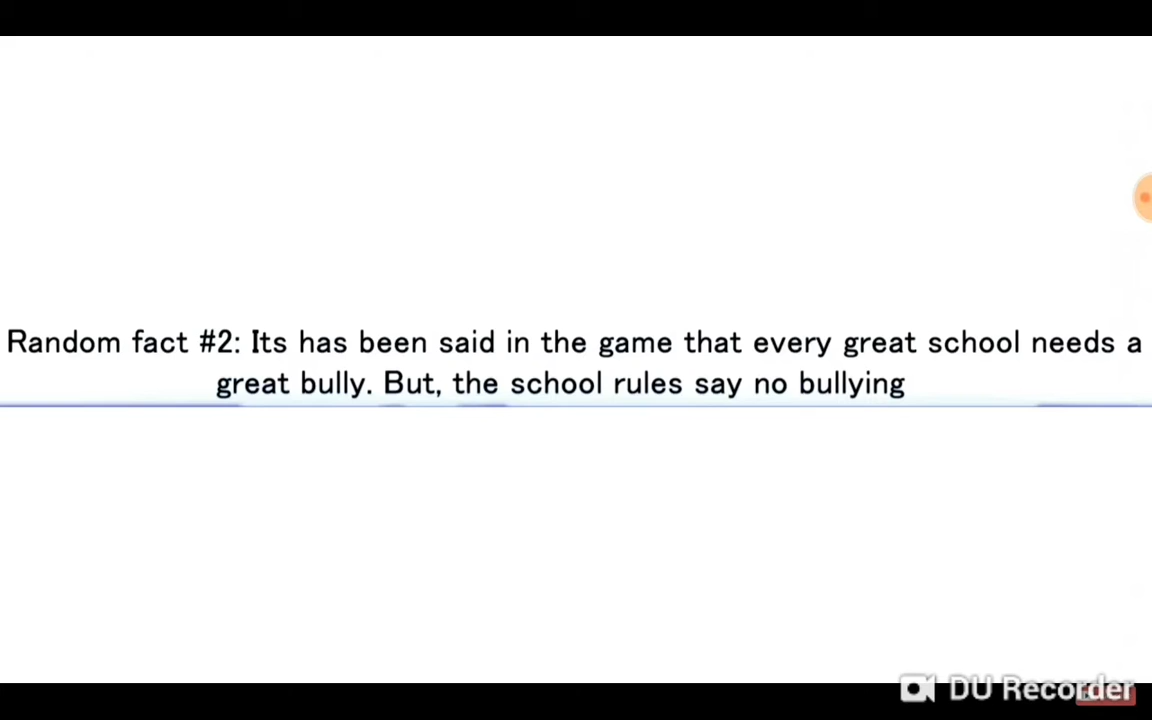 Random fact #2: Its has been said in the game that every great school needs a
great bully. But, the school rules say no bullying
DU Recorder